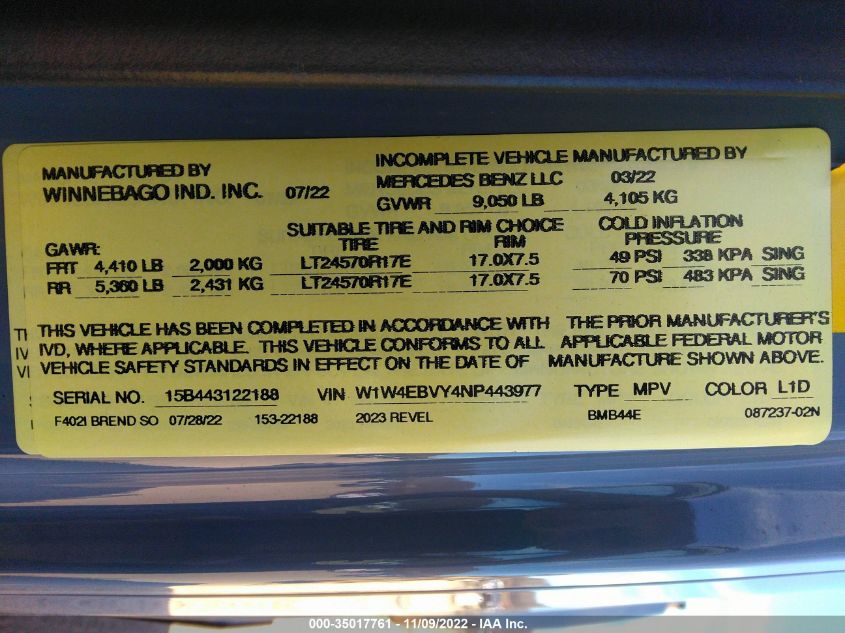 MANUFACTURED BY
WINNEBAGO IND. INC. 07/22
INCOMPLETE VEHICLE MANUFACTURED BY
MERCEDES BENZ LLC 03/22
GVWR 9,050 LB 4,105 KG
SUITABLE TIRE AND RIM CHOICE
TIRE RIM
COLD INFLATION
PRESSURE
GAWR:
FRT 4,410 LB 2,000 KG LT24570R17E 17.0X7.5 49 PSI 338 KPA SING
RR 5,360 LB 2,431 KG LT24570R17E 17.0X7.5 70 PSI 483 KPA SING
THIS VEHICLE HAS BEEN COMPLETED IN ACCORDANCE WITH THE PRIOR MANUFACTURER'S
IVD, WHERE APPLICABLE. THIS VEHICLE CONFORMS TO ALL APPLICABLE FEDERAL MOTOR
VEHICLE SAFETY STANDARDS IN EFFECT ON THE DATE OF MANUFACTURE SHOWN ABOVE.
SERIAL NO. 15B443122188 VIN W1W4EBVY4NP443977 TYPE MPV COLOR L1D
F402I BREND SO 07/28/22 153-22188 2023 REVEL BMB44E 087237-02N
000-35017761 - 11/09/2022 - IAA Inc.